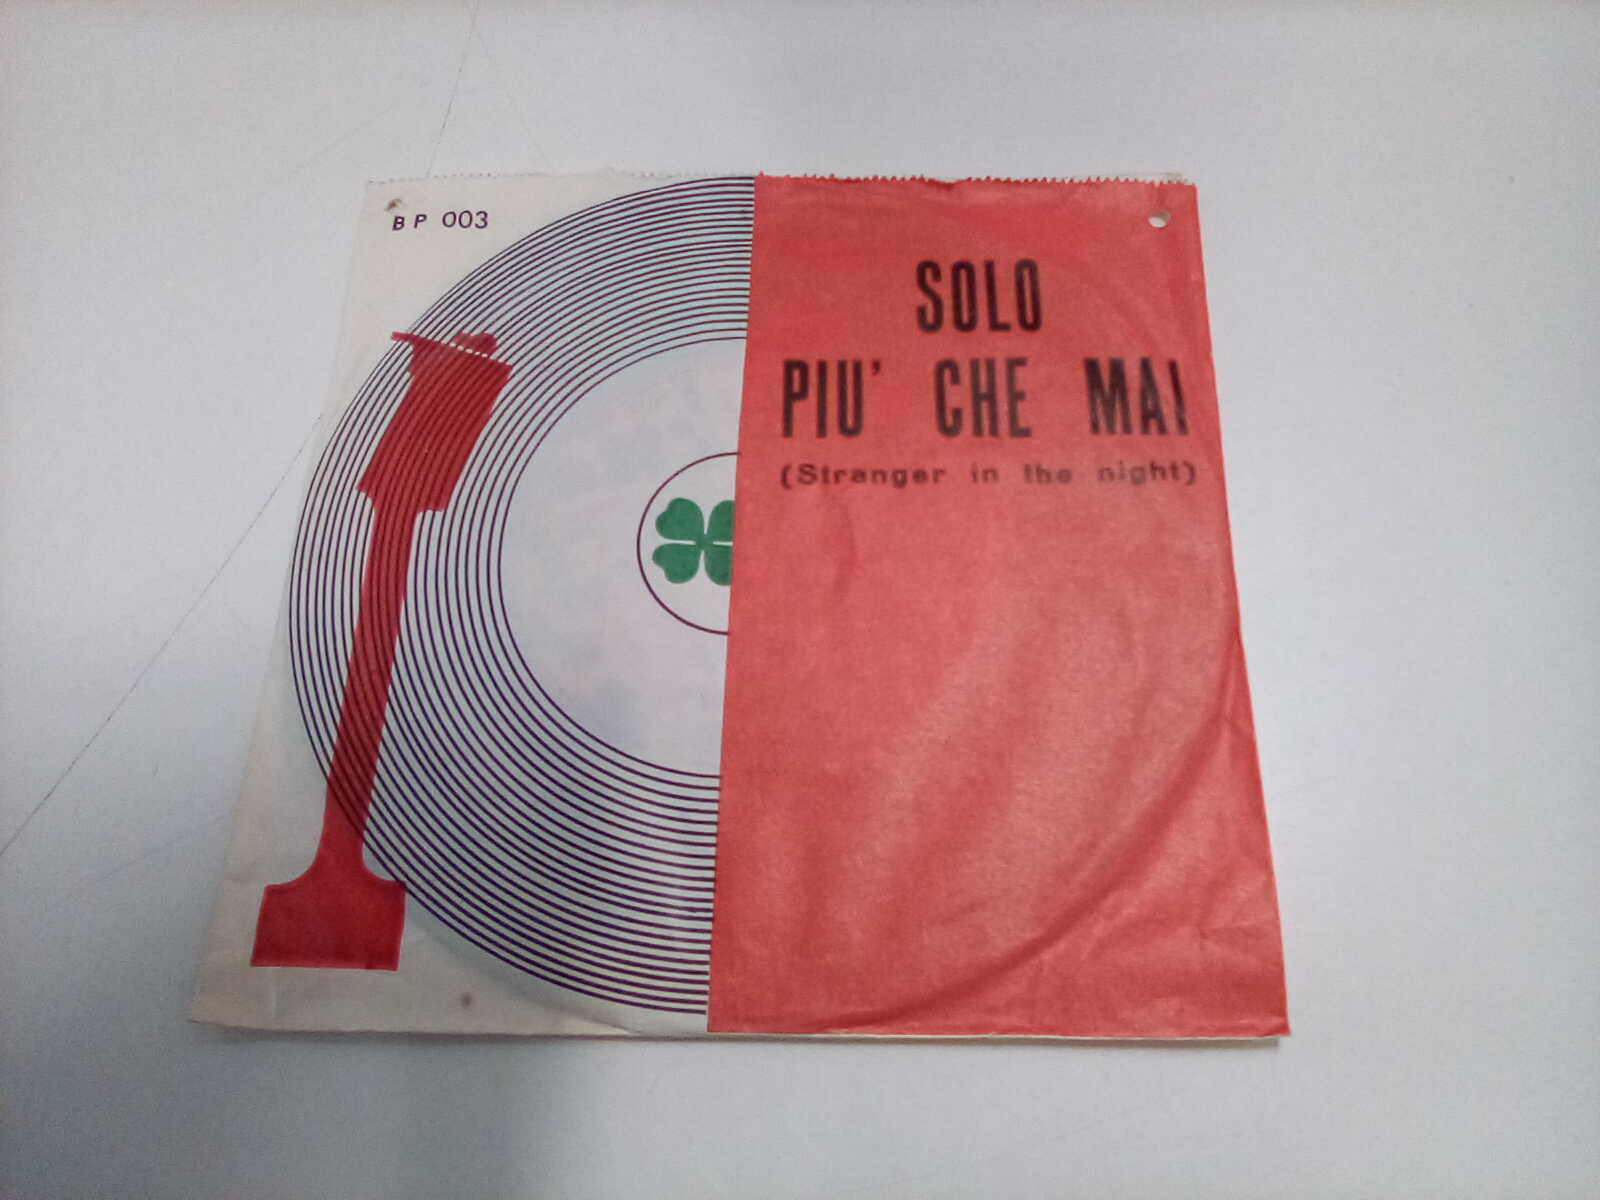 BP 003
SOLO
PIU' CHE MAI
(Stranger in the night)